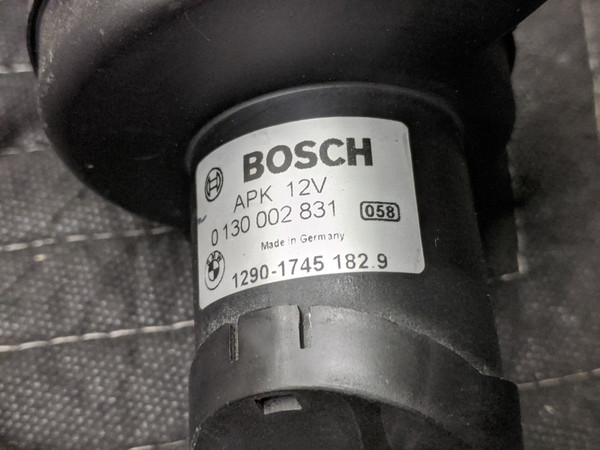 BOSCH
APK 12V
0 130 002 831 058
Made in Germany
1290-1745 182.9